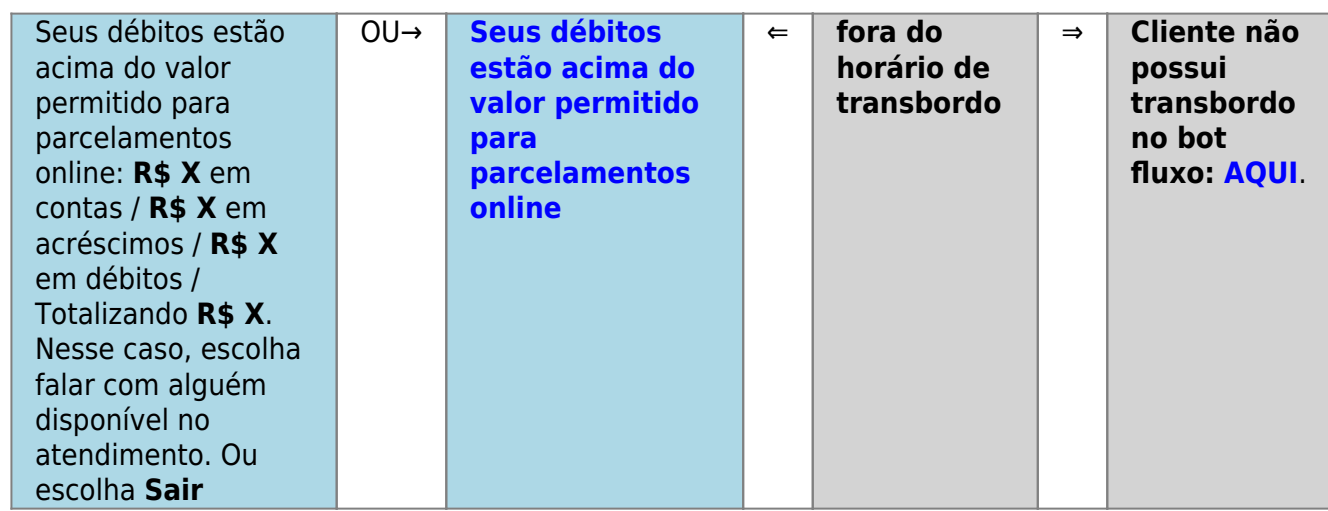 Seus débitos estão
acima do valor
permitido para
parcelamentos
online: R$ X em
contas / R$ X em
acréscimos / R$ X
em débitos /
Totalizando R$ X.
Nesse caso, escolha
falar com alguém
disponível no
atendimento. Ou
escolha Sair
OU→
Seus débitos
estão acima do
valor permitido
para
parcelamentos
online
⇐
fora do
horário de
transbordo
⇒
Cliente não
possui
transbordo
no bot
fluxo: AQUI.